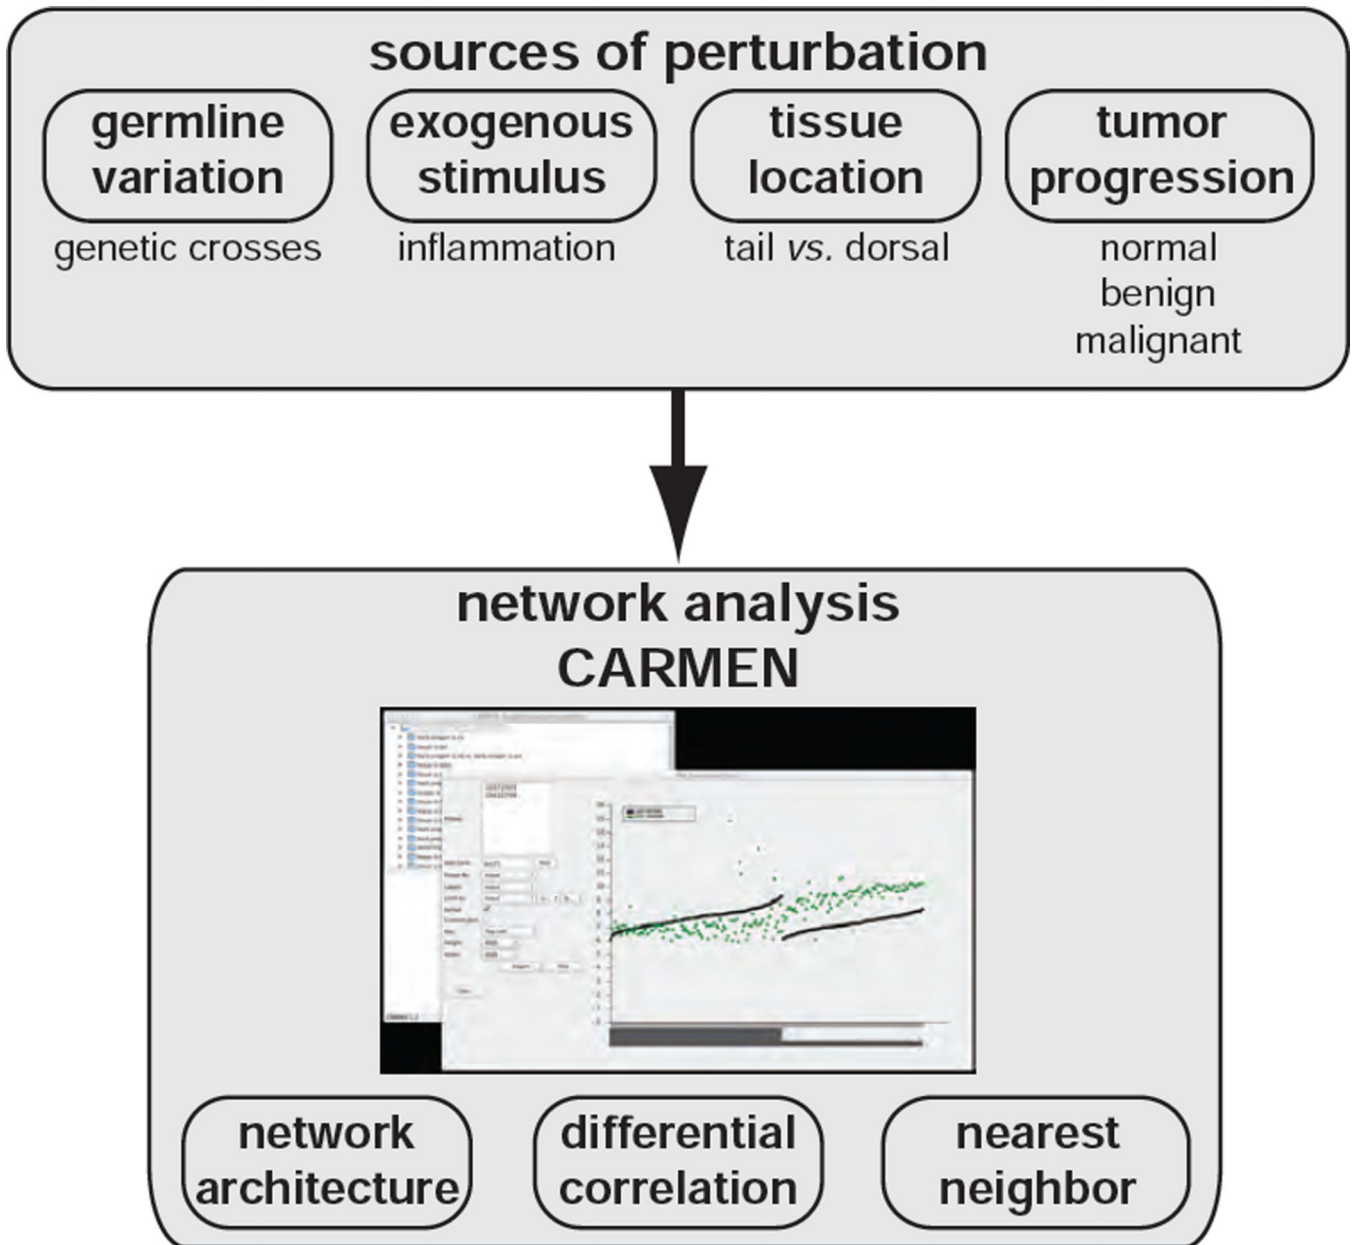 sources of perturbation
germline
variation
exogenous
stimulus
tissue
location
tumor
progression
genetic crosses
inflammation
tail vs. dorsal
normal
benign
malignant
network analysis
CARMEN
network
architecture
differential
correlation
nearest
neighbor